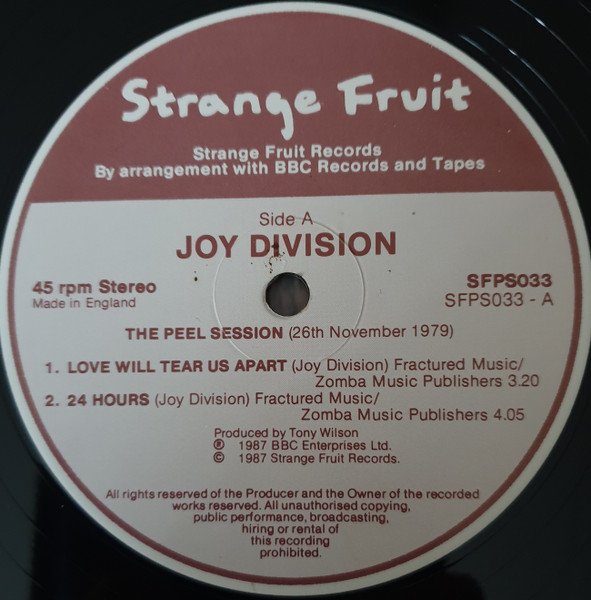 Strange Fruit
Strange Fruit Records
By arrangement with BBC Records and Tapes
Side A
JOY DIVISION
45 rpm Stereo
Made in England
SFPS033
SFPS033 - A
THE PEEL SESSION (26th November 1979)
1. LOVE WILL TEAR US APART (Joy Division) Fractured Music/
Zomba Music Publishers 3.20
2. 24 HOURS (Joy Division) Fractured Music/
Zomba Music Publishers 4.05
Produced by Tony Wilson
℗ 1987 BBC Enterprises Ltd.
© 1987 Strange Fruit Records.
All rights reserved of the Producer and the Owner of the recorded
works reserved. All unauthorised copying,
public performance, broadcasting,
hiring or rental of
this recording
prohibited.